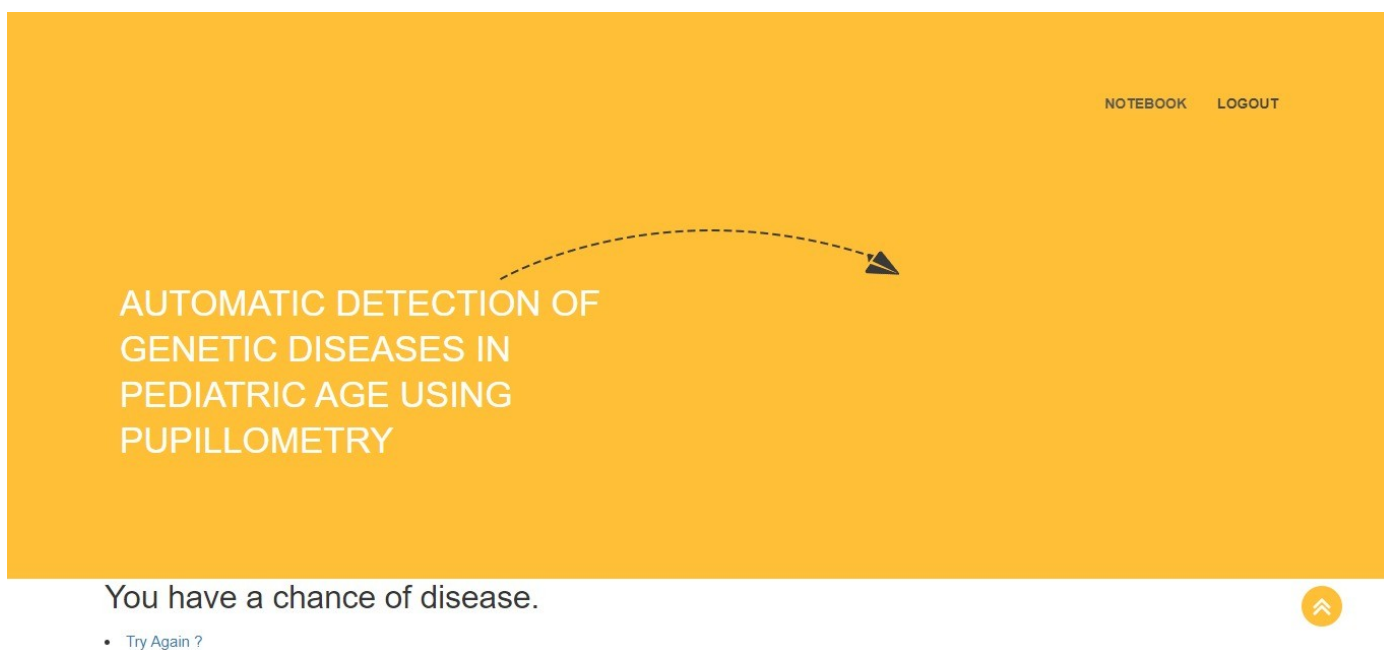 NOTEBOOK LOGOUT
AUTOMATIC DETECTION OF
GENETIC DISEASES IN
PEDIATRIC AGE USING
PUPILLOMETRY
You have a chance of disease.
Try Again ?